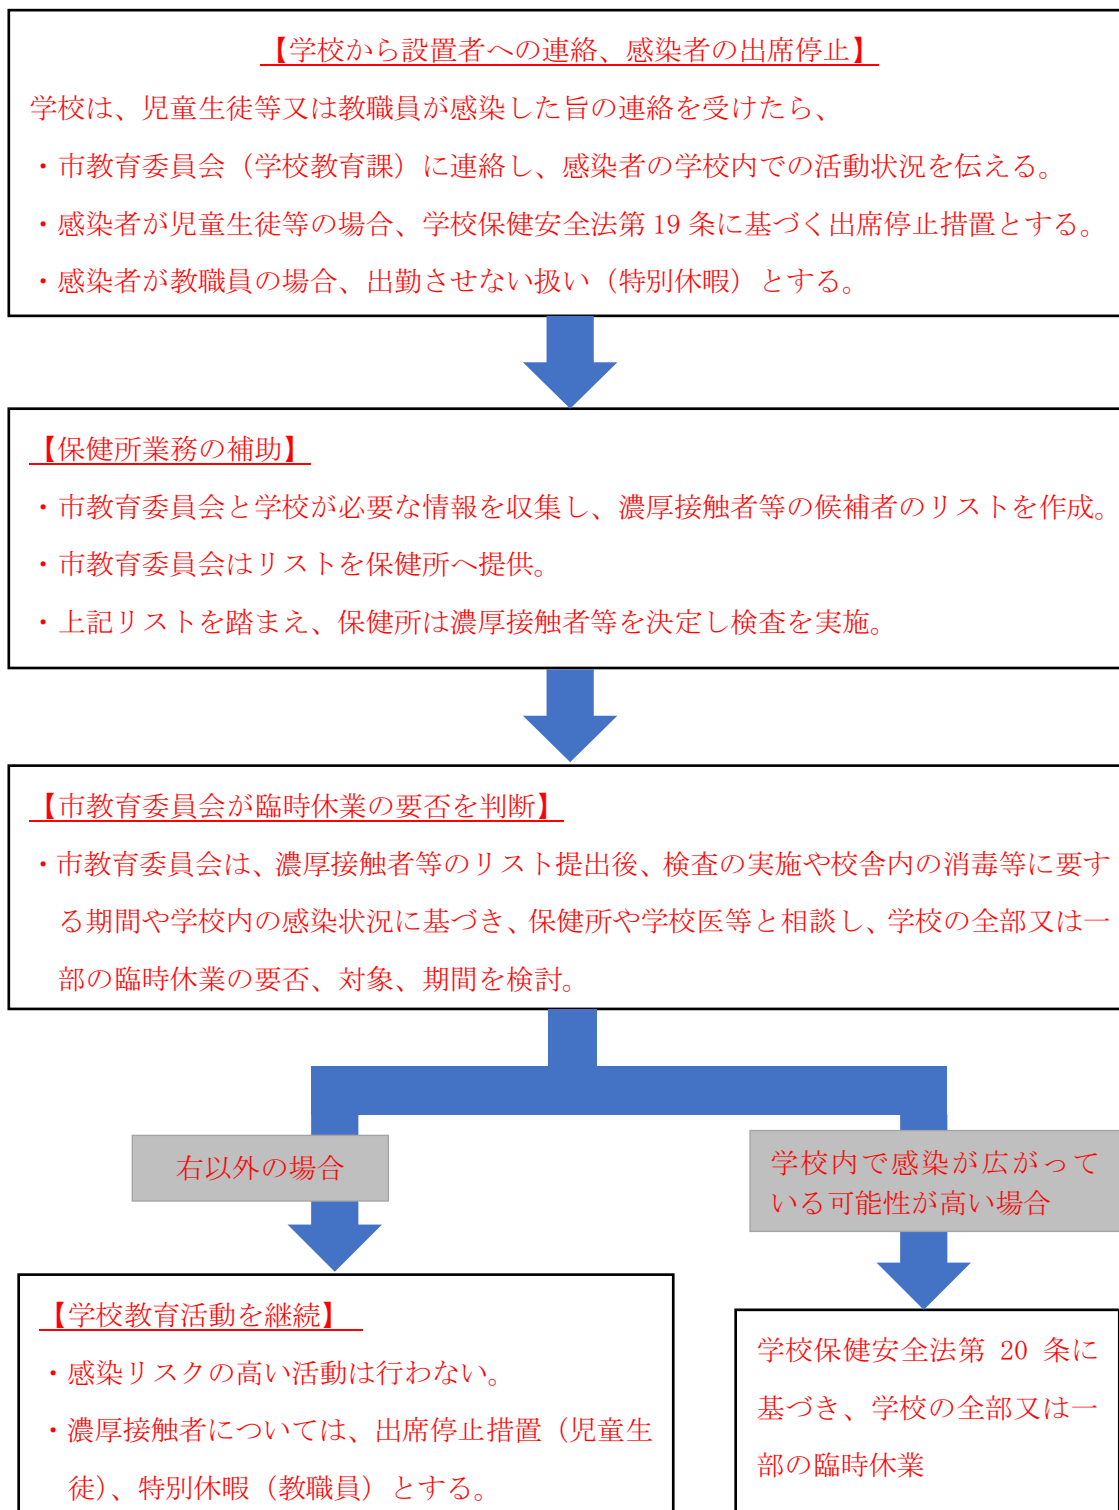 【学校から設置者への連絡、感染者の出席停止】
学校は、児童生徒等又は教職員が感染した旨の連絡を受けたら、
・市教育委員会（学校教育課）に連絡し、感染者の学校内での活動状況を伝える。
・感染者が児童生徒等の場合、学校保健安全法第 19 条に基づく出席停止措置とする。
・感染者が教職員の場合、出勤させない扱い（特別休暇）とする。
【保健所業務の補助】
・市教育委員会と学校が必要な情報を収集し、濃厚接触者等の候補者のリストを作成。
・市教育委員会はリストを保健所へ提供。
・上記リストを踏まえ、保健所は濃厚接触者等を決定し検査を実施。
【市教育委員会が臨時休業の要否を判断】
・市教育委員会は、濃厚接触者等のリスト提出後、検査の実施や校舎内の消毒等に要す
る期間や学校内の感染状況に基づき、保健所や学校医等と相談し、学校の全部又は一
部の臨時休業の要否、対象、期間を検討。
右以外の場合
学校内で感染が広がって
いる可能性が高い場合
【学校教育活動を継続】
・感染リスクの高い活動は行わない。
・濃厚接触者については、出席停止措置（児童生
徒）、特別休暇（教職員）とする。
学校保健安全法第 20 条に
基づき、学校の全部又は一
部の臨時休業